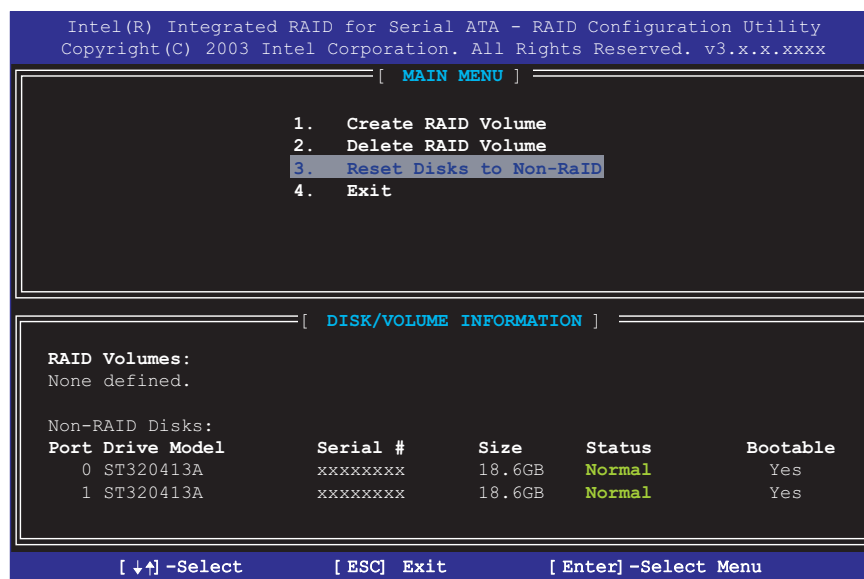 Intel(R) Integrated RAID for Serial ATA - RAID Configuration Utility
Copyright(C) 2003 Intel Corporation. All Rights Reserved. v3.x.x.xxxx
[ MAIN MENU ]
1. Create RAID Volume
2. Delete RAID Volume
3. Reset Disks to Non-RaID
4. Exit
[ DISK/VOLUME INFORMATION ]
RAID Volumes:
None defined.
Non-RAID Disks:
Port Drive Model Serial # Size Status Bootable
0 ST320413A xxxxxxxx 18.6GB Normal Yes
1 ST320413A xxxxxxxx 18.6GB Normal Yes
[↓↑]-Select [ESC] Exit [Enter]-Select Menu